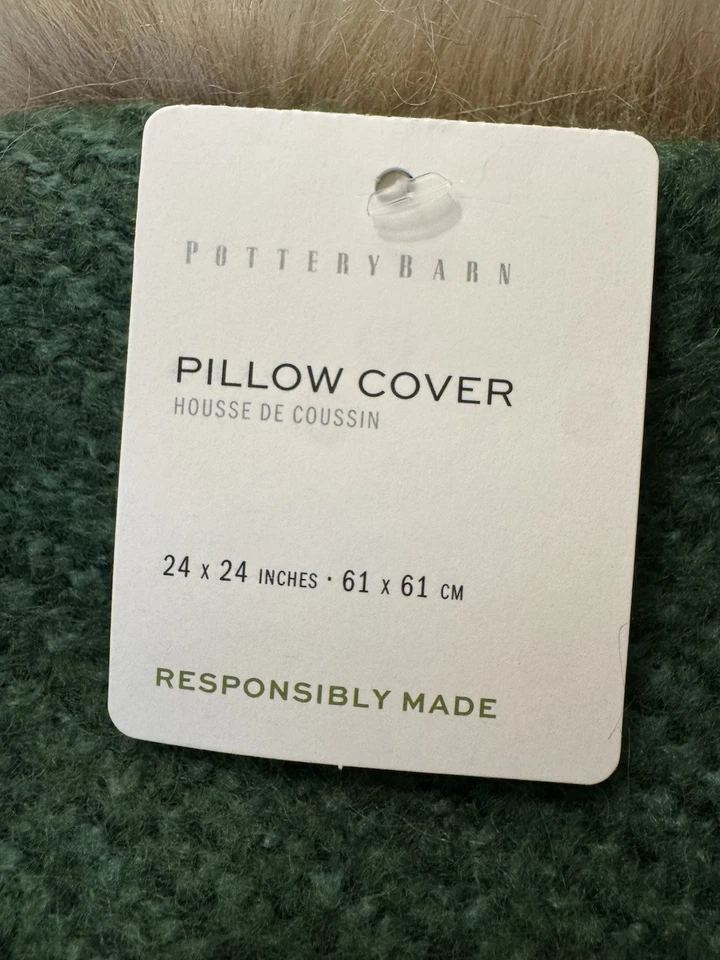 POTTERYBARN
PILLOW COVER
HOUSSE DE COUSSIN
24 x 24 INCHES · 61 x 61 CM
RESPONSIBLY MADE